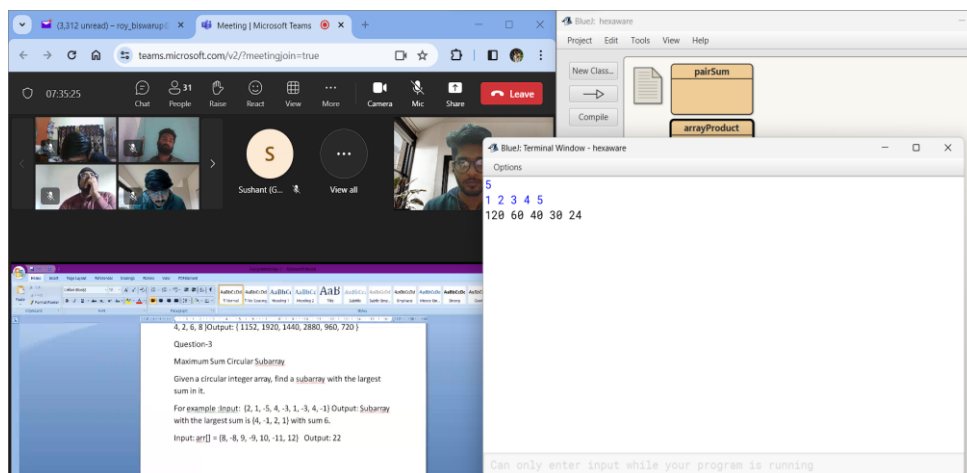 (3,312 unread) – roy_biswarup
Meeting | Microsoft Teams
teams.microsoft.com/v2/?meetingjoin=true
07:35:25
31
Chat People Raise React View More Camera Mic Share Leave
S
Sushant (G...
View all
4, 2, 6, 8 }Output: { 1152, 1920, 1440, 2880, 960, 720 }
Question-3
Maximum Sum Circular Subarray
Given a circular integer array, find a subarray with the largest
sum in it.
For example :Input: {2, 1, -5, 4, -3, 1, -3, 4, -1} Output: Subarray
with the largest sum is {4, -1, 2, 1} with sum 6.
Input: arr[] = {8, -8, 9, -9, 10, -11, 12} Output: 22
BlueJ: hexaware
Project Edit Tools View Help
New Class...
Compile
pairSum
arrayProduct
BlueJ: Terminal Window - hexaware
Options
5
1 2 3 4 5
120 60 40 30 24
Can only enter input while your program is running